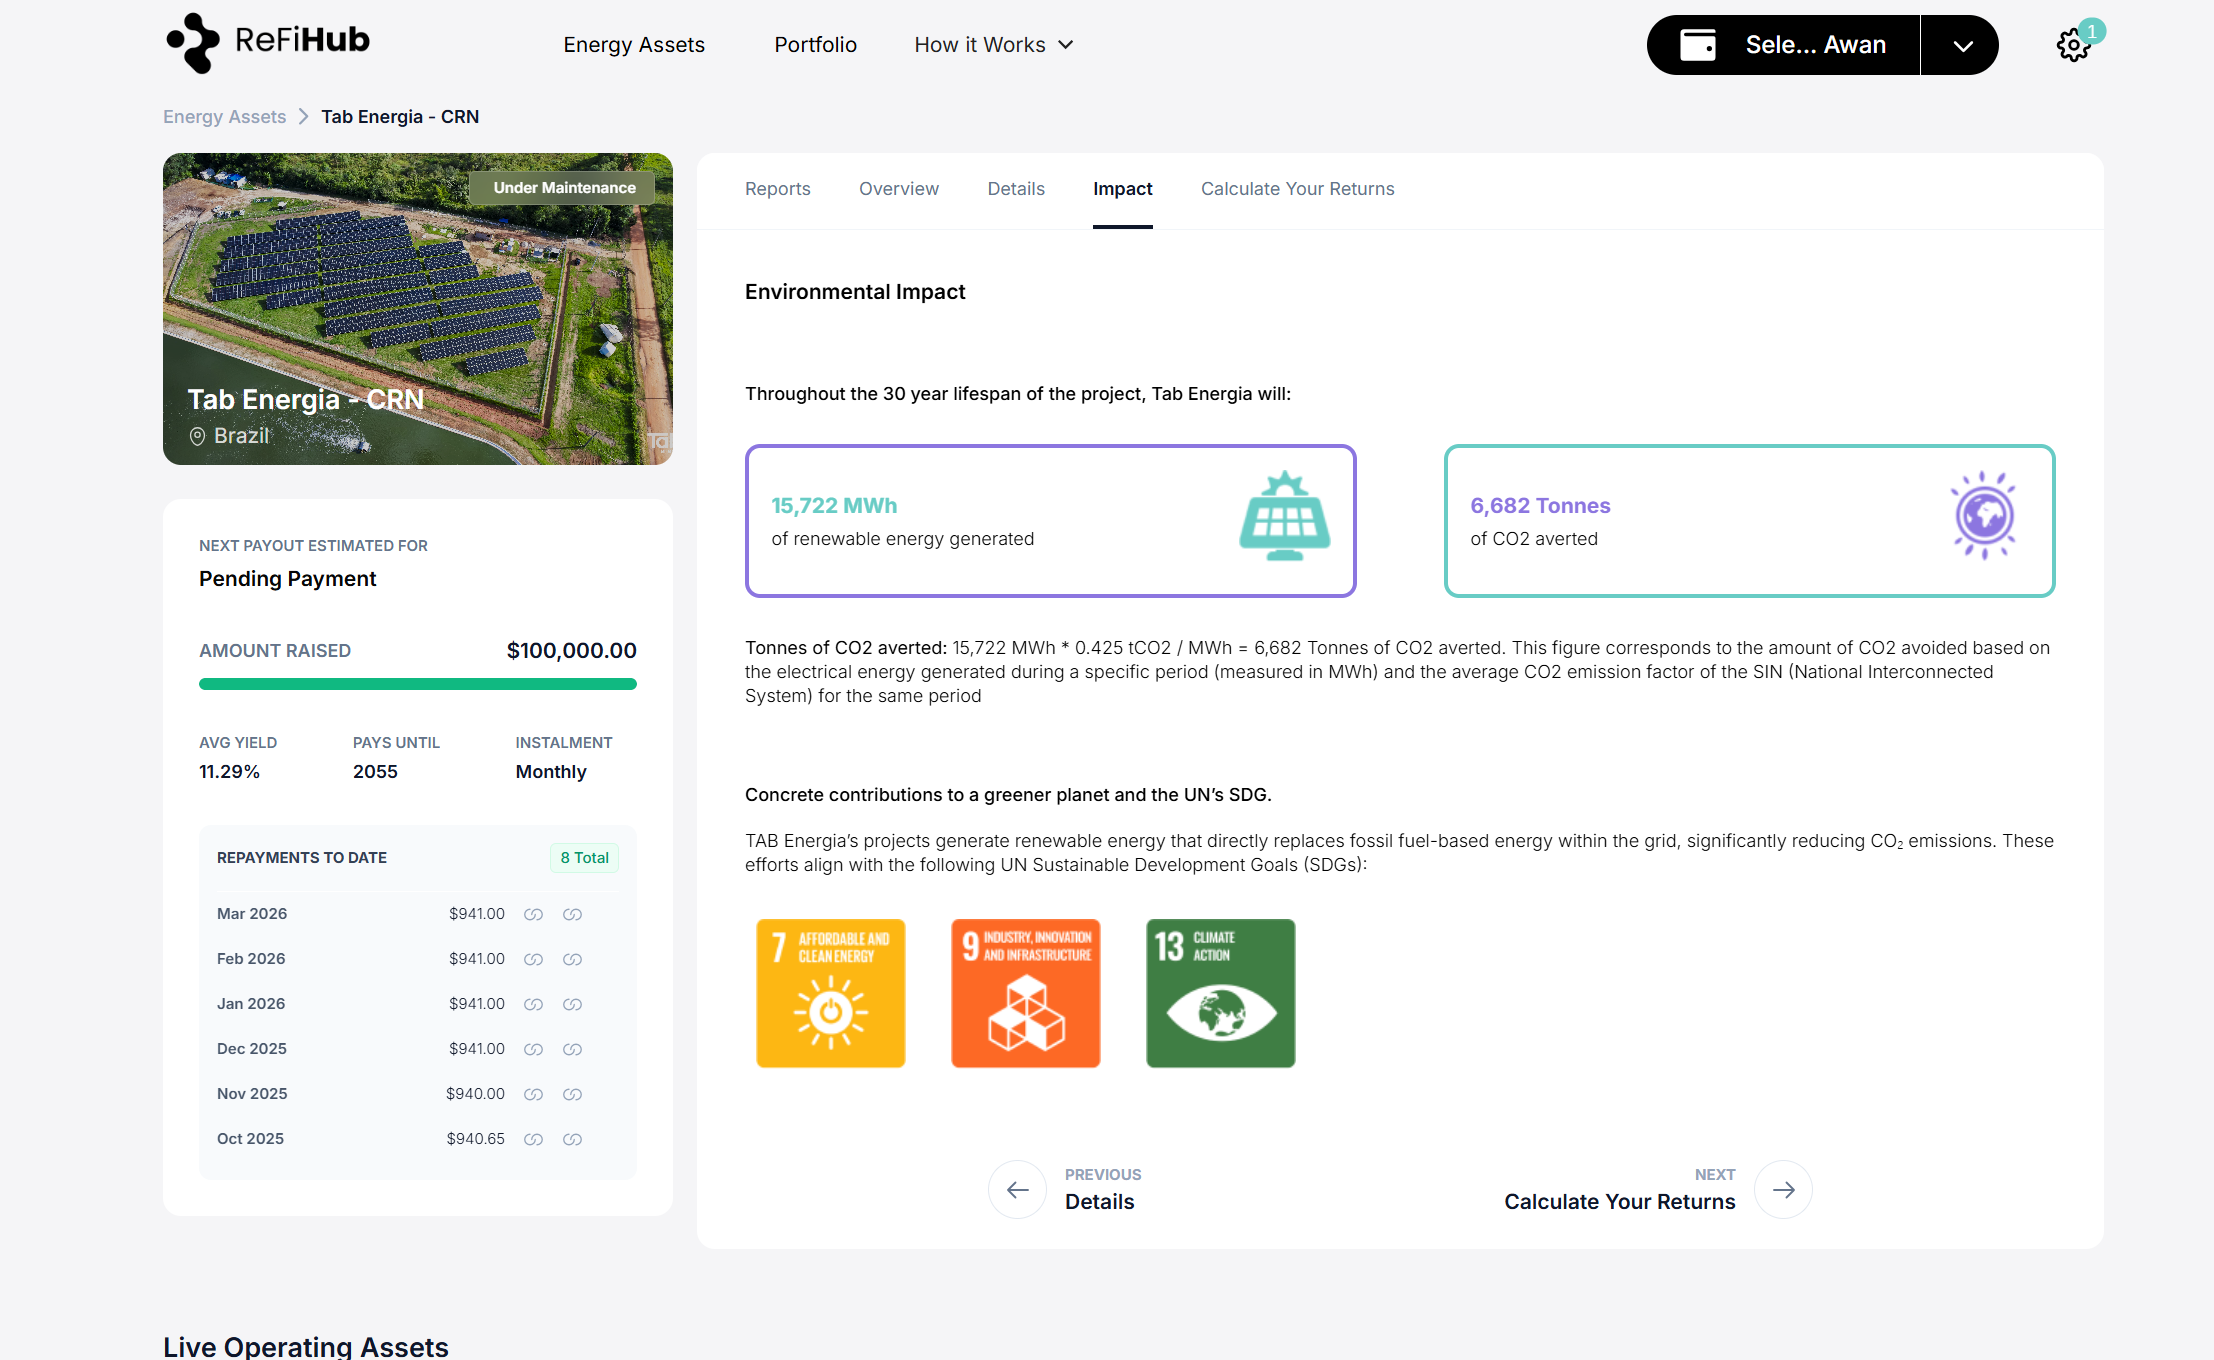 ReFiHub
Energy Assets
Portfolio
How it Works
Sele... Awan
1
Energy Assets
Tab Energia - CRN
Under Maintenance
Tab Energia - CRN
Brazil
NEXT PAYOUT ESTIMATED FOR
Pending Payment
AMOUNT RAISED
$100,000.00
AVG YIELD
PAYS UNTIL
INSTALMENT
11.29%
2055
Monthly
REPAYMENTS TO DATE
8 Total
Mar 2026 $941.00
Feb 2026 $941.00
Jan 2026 $941.00
Dec 2025 $941.00
Nov 2025 $940.00
Oct 2025 $940.65
Reports
Overview
Details
Impact
Calculate Your Returns
Environmental Impact
Throughout the 30 year lifespan of the project, Tab Energia will:
15,722 MWh
of renewable energy generated
6,682 Tonnes
of CO2 averted
Tonnes of CO2 averted: 15,722 MWh * 0.425 tCO2 / MWh = 6,682 Tonnes of CO2 averted. This figure corresponds to the amount of CO2 avoided based on
the electrical energy generated during a specific period (measured in MWh) and the average CO2 emission factor of the SIN (National Interconnected
System) for the same period
Concrete contributions to a greener planet and the UN’s SDG.
TAB Energia’s projects generate renewable energy that directly replaces fossil fuel-based energy within the grid, significantly reducing CO₂ emissions. These
efforts align with the following UN Sustainable Development Goals (SDGs):
7 AFFORDABLE AND
CLEAN ENERGY
9 INDUSTRY, INNOVATION
AND INFRASTRUCTURE
13 CLIMATE
ACTION
PREVIOUS
Details
NEXT
Calculate Your Returns
Live Operating Assets